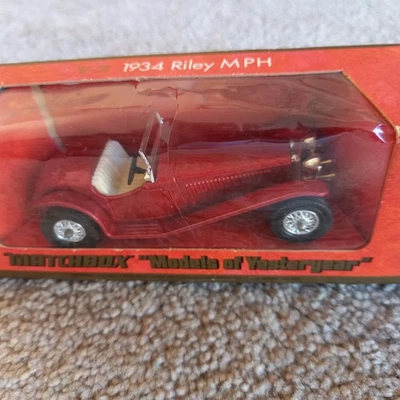 1934 Riley MPH
MATCHBOX "Models of Yesteryear"